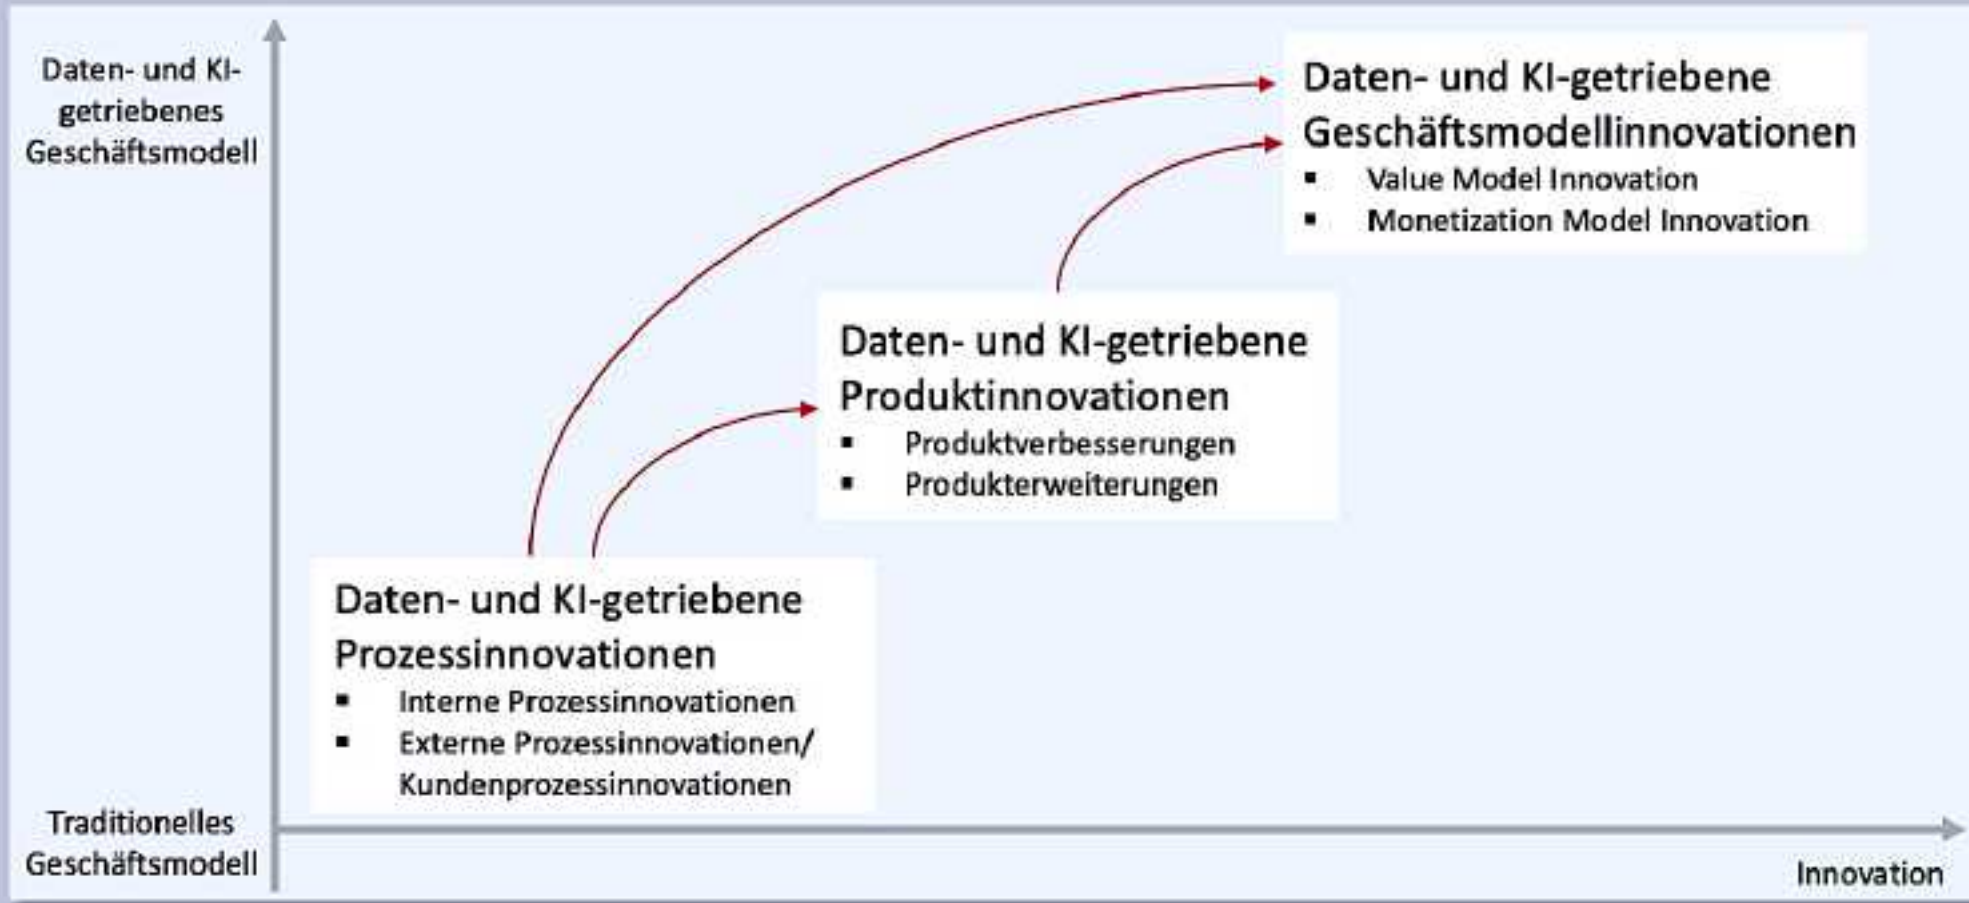 Daten- und KI-
getriebenes
Geschäftsmodell
Daten- und KI-getriebene
Geschäftsmodellinnovationen
▪ Value Model Innovation
▪ Monetization Model Innovation
Daten- und KI-getriebene
Produktinnovationen
▪ Produktverbesserungen
▪ Produkterweiterungen
Daten- und KI-getriebene
Prozessinnovationen
▪ Interne Prozessinnovationen
▪ Externe Prozessinnovationen/
Kundenprozessinnovationen
Traditionelles
Geschäftsmodell
Innovation